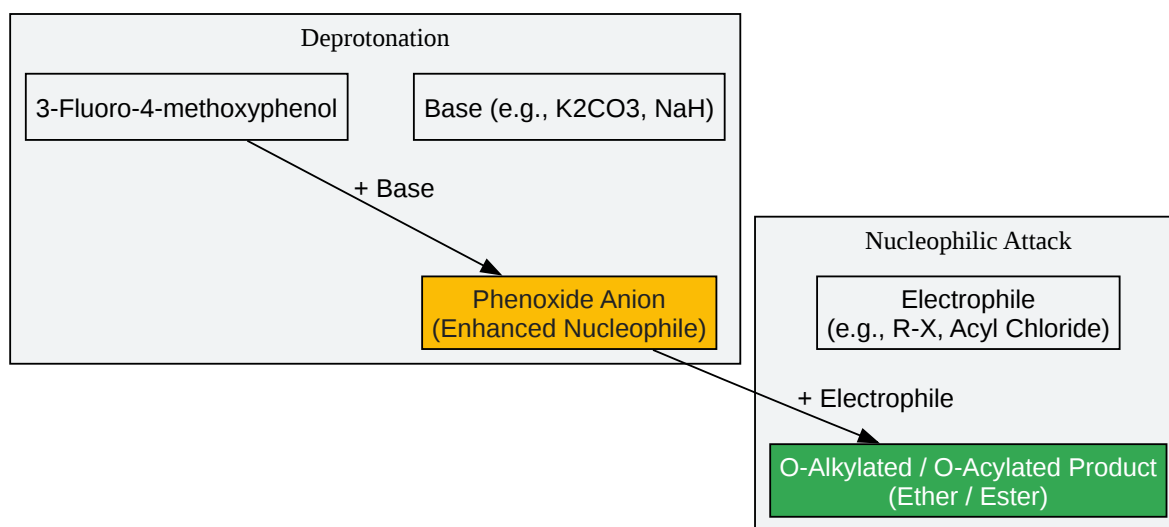 Deprotonation
3-Fluoro-4-methoxyphenol
Base (e.g., K2CO3, NaH)
+ Base
Phenoxide Anion
(Enhanced Nucleophile)
Nucleophilic Attack
Electrophile
(e.g., R-X, Acyl Chloride)
+ Electrophile
O-Alkylated / O-Acylated Product
(Ether / Ester)